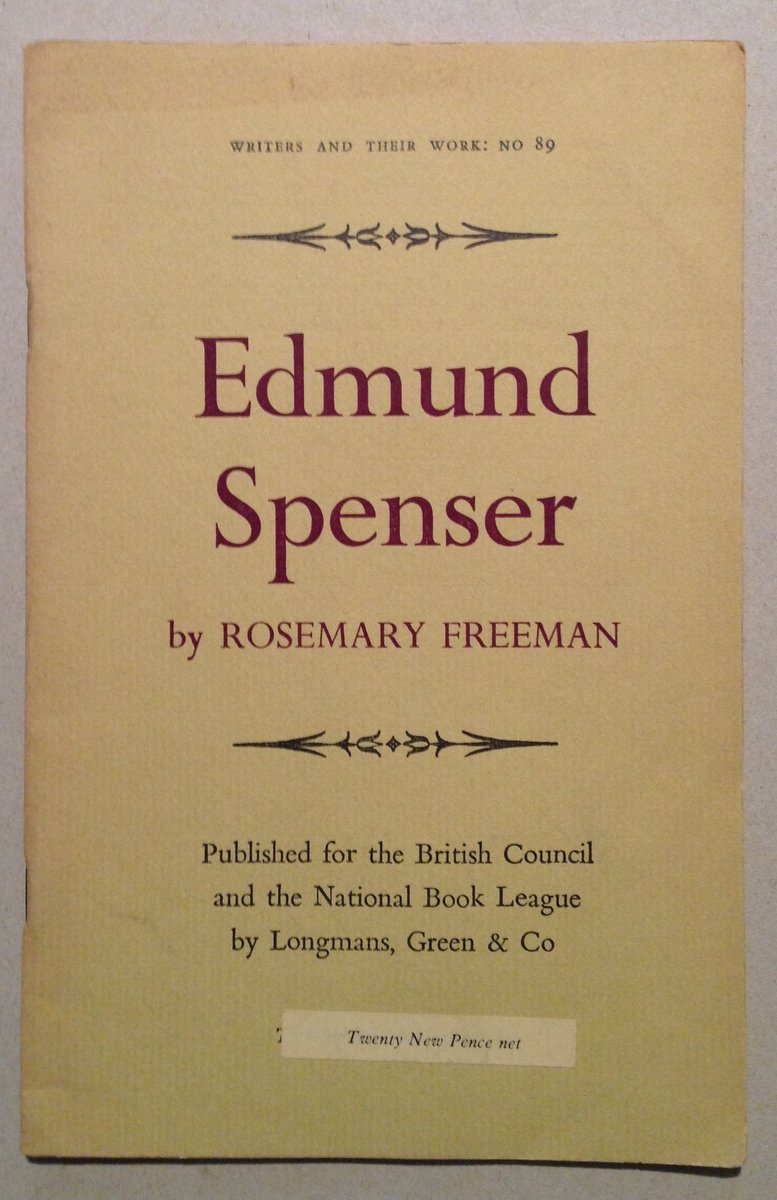 WRITERS AND THEIR WORK: NO 89
Edmund
Spenser
by ROSEMARY FREEMAN
Published for the British Council
and the National Book League
by Longmans, Green & Co
Twenty New Pence net